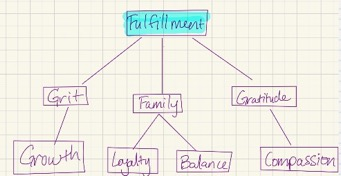 Fulfillment
Grit
Family
Gratitude
Growth
Loyalty
Balance
Compassion